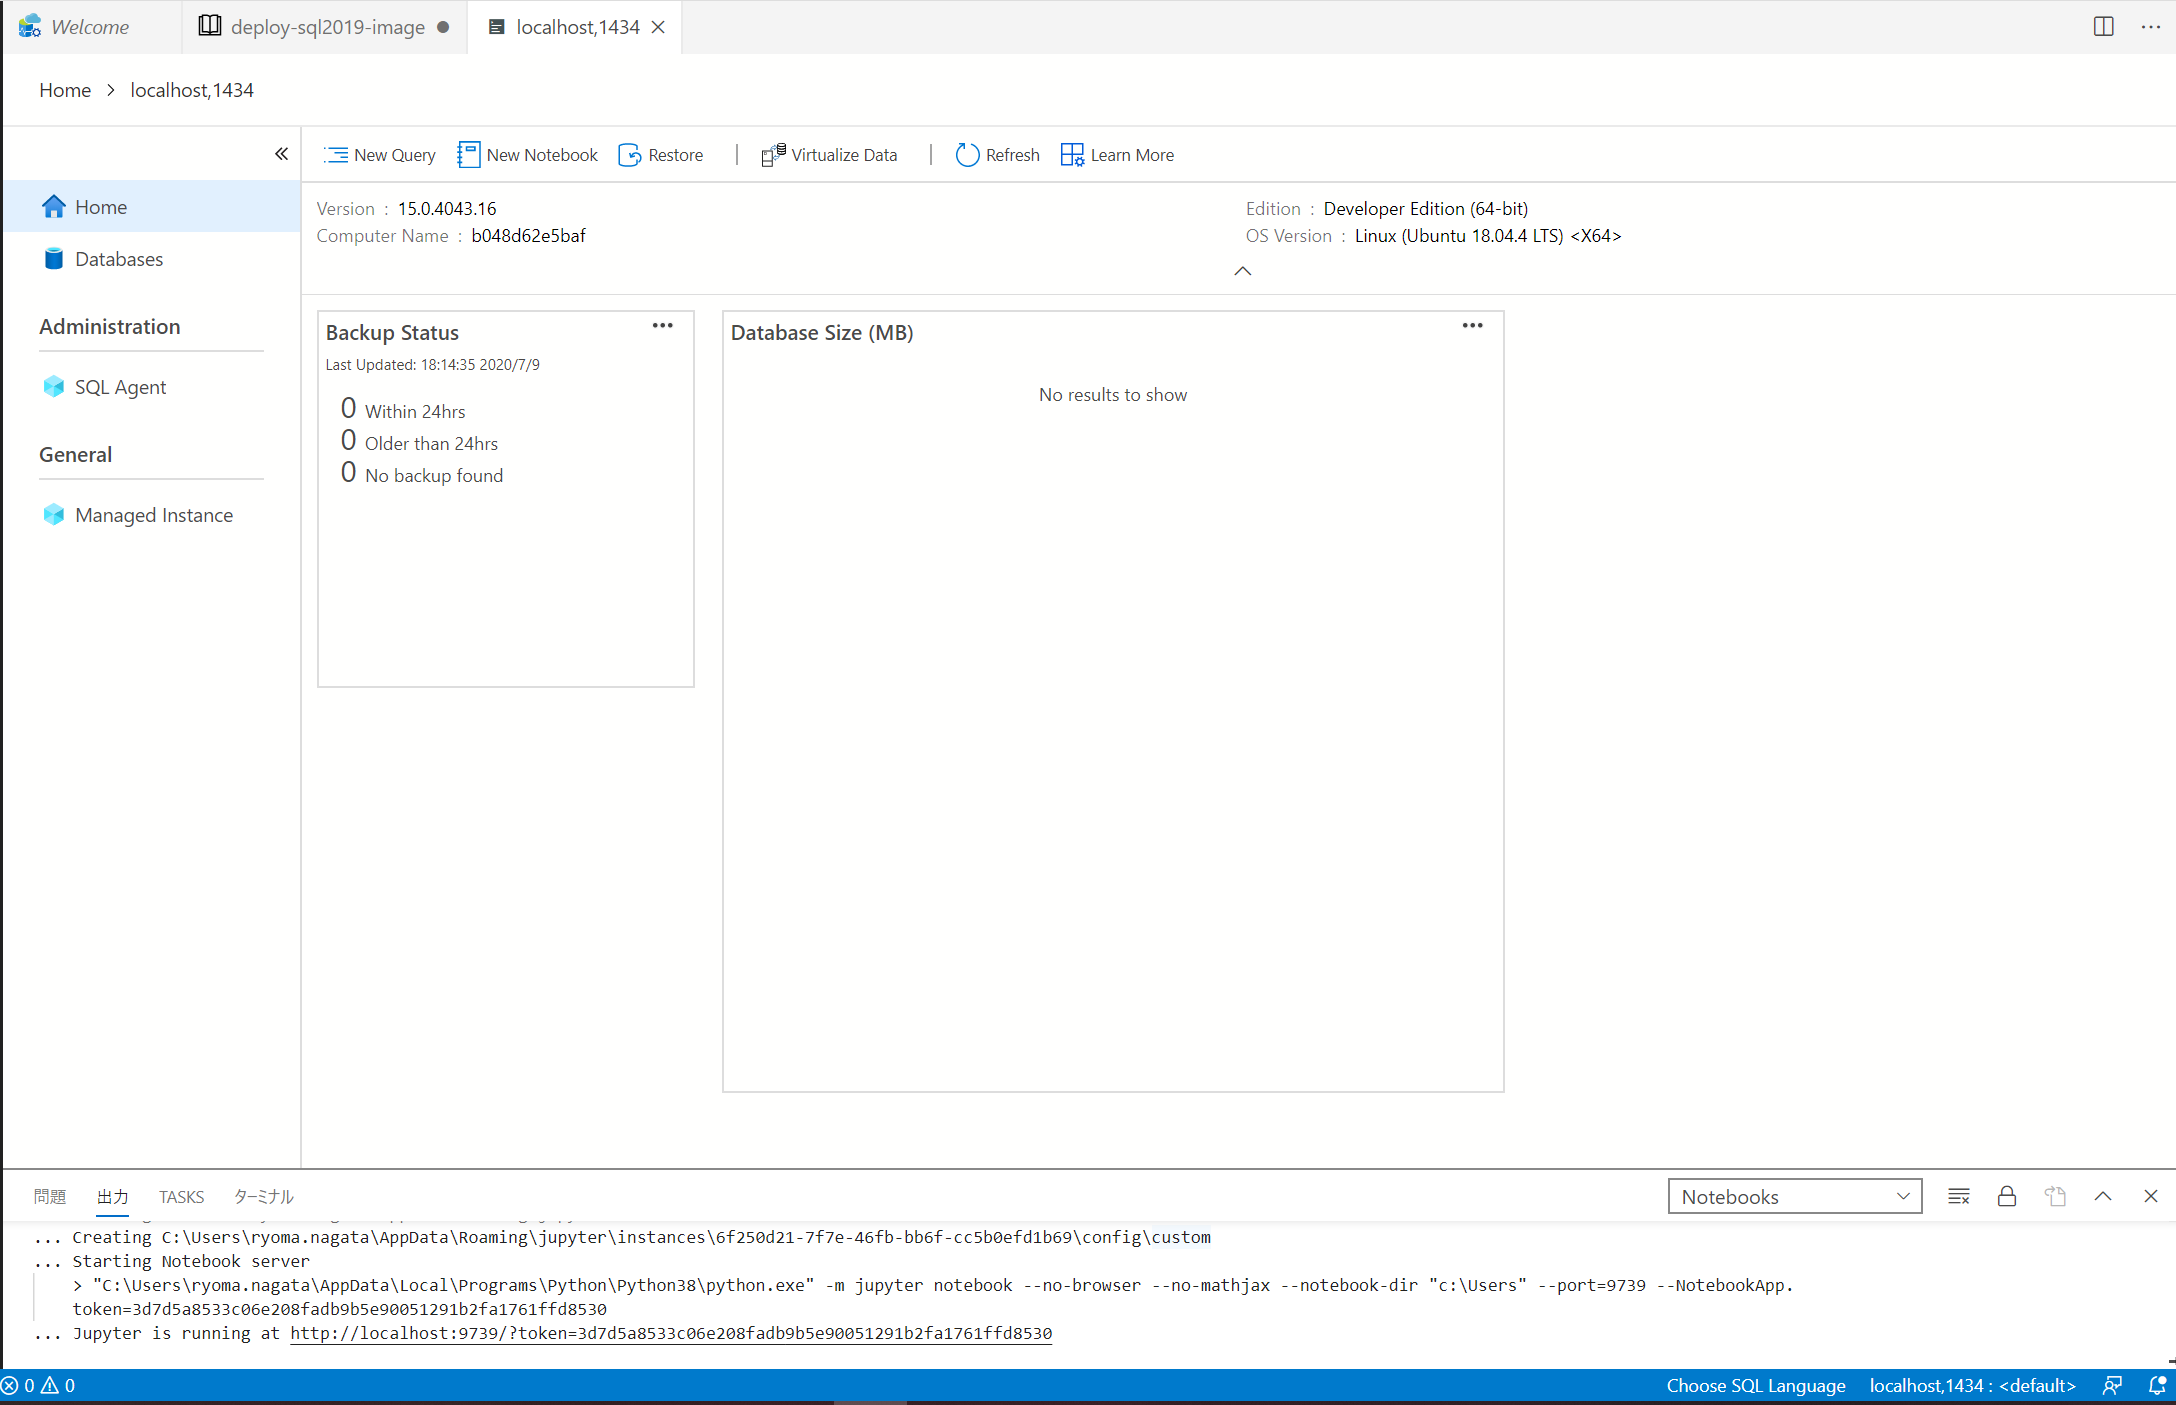 Welcome
deploy-sql2019-image
localhost,1434
Home > localhost,1434
New Query
New Notebook
Restore
Virtualize Data
Refresh
Learn More
Home
Databases
Administration
SQL Agent
General
Managed Instance
Version : 15.0.4043.16
Computer Name : b048d62e5baf
Edition : Developer Edition (64-bit)
OS Version : Linux (Ubuntu 18.04.4 LTS) <X64>
Backup Status
Last Updated: 18:14:35 2020/7/9
0 Within 24hrs
0 Older than 24hrs
0 No backup found
Database Size (MB)
No results to show
問題 出力 TASKS ターミナル
Notebooks
... Creating C:\Users\ryoma.nagata\AppData\Roaming\jupyter\instances\6f250d21-7f7e-46fb-bb6f-cc5b0efd1b69\config\custom
... Starting Notebook server
> "C:\Users\ryoma.nagata\AppData\Local\Programs\Python\Python38\python.exe" -m jupyter notebook --no-browser --no-mathjax --notebook-dir "c:\Users" --port=9739 --NotebookApp.
token=3d7d5a8533c06e208fadb9b5e90051291b2fa1761ffd8530
... Jupyter is running at http://localhost:9739/?token=3d7d5a8533c06e208fadb9b5e90051291b2fa1761ffd8530
0 0
Choose SQL Language
localhost,1434 : <default>